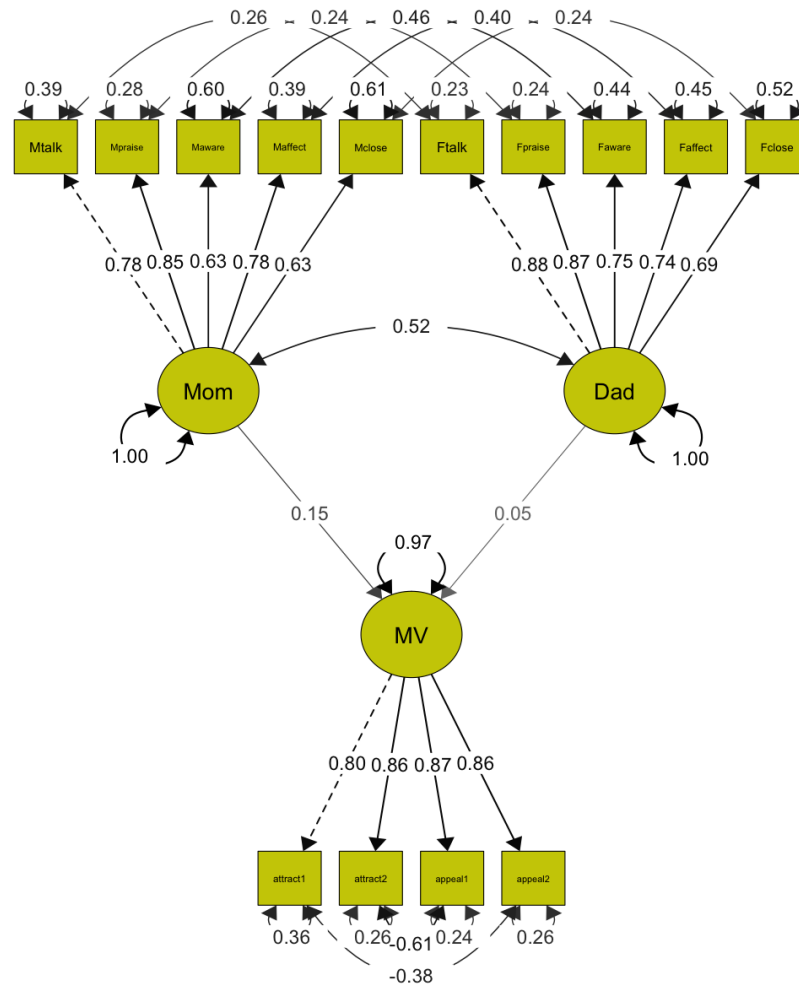 0.26 0.24 0.46 0.40 0.24
0.39 0.28 0.60 0.39 0.61 0.23 0.24 0.44 0.45 0.52
Mtalk Mpraise Maware Maffect Mclose Ftalk Fpraise Faware Faffect Fclose
0.78 0.85 0.63 0.78 0.63 0.88 0.87 0.75 0.74 0.69
0.52
Mom Dad
1.00 1.00
0.15 0.05
0.97
MV
0.80 0.86 0.87 0.86
attract1 attract2 appeal1 appeal2
0.36 0.26 -0.61 0.24 0.26
-0.38